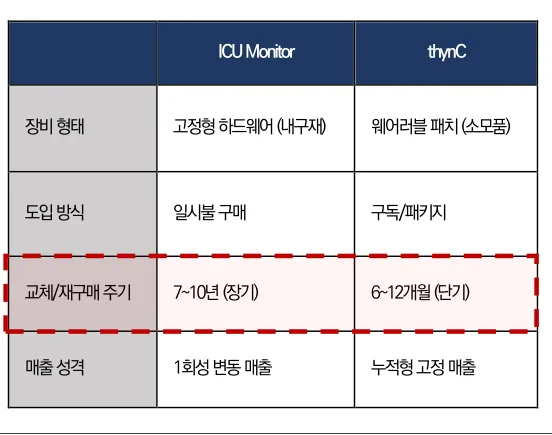 ICU Monitor thynC
장비 형태 고정형 하드웨어 (내구재) 웨어러블 패치 (소모품)
도입 방식 일시불 구매 구독/패키지
교체/재구매 주기 7~10년 (장기) 6~12개월 (단기)
매출 성격 1회성 변동 매출 누적형 고정 매출